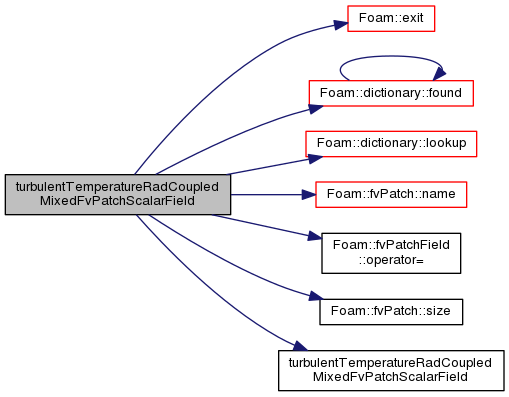 Foam::exit
Foam::dictionary::found
Foam::dictionary::lookup
turbulentTemperatureRadCoupled
MixedFvPatchScalarField
Foam::fvPatch::name
Foam::fvPatchField
::operator=
Foam::fvPatch::size
turbulentTemperatureRadCoupled
MixedFvPatchScalarField